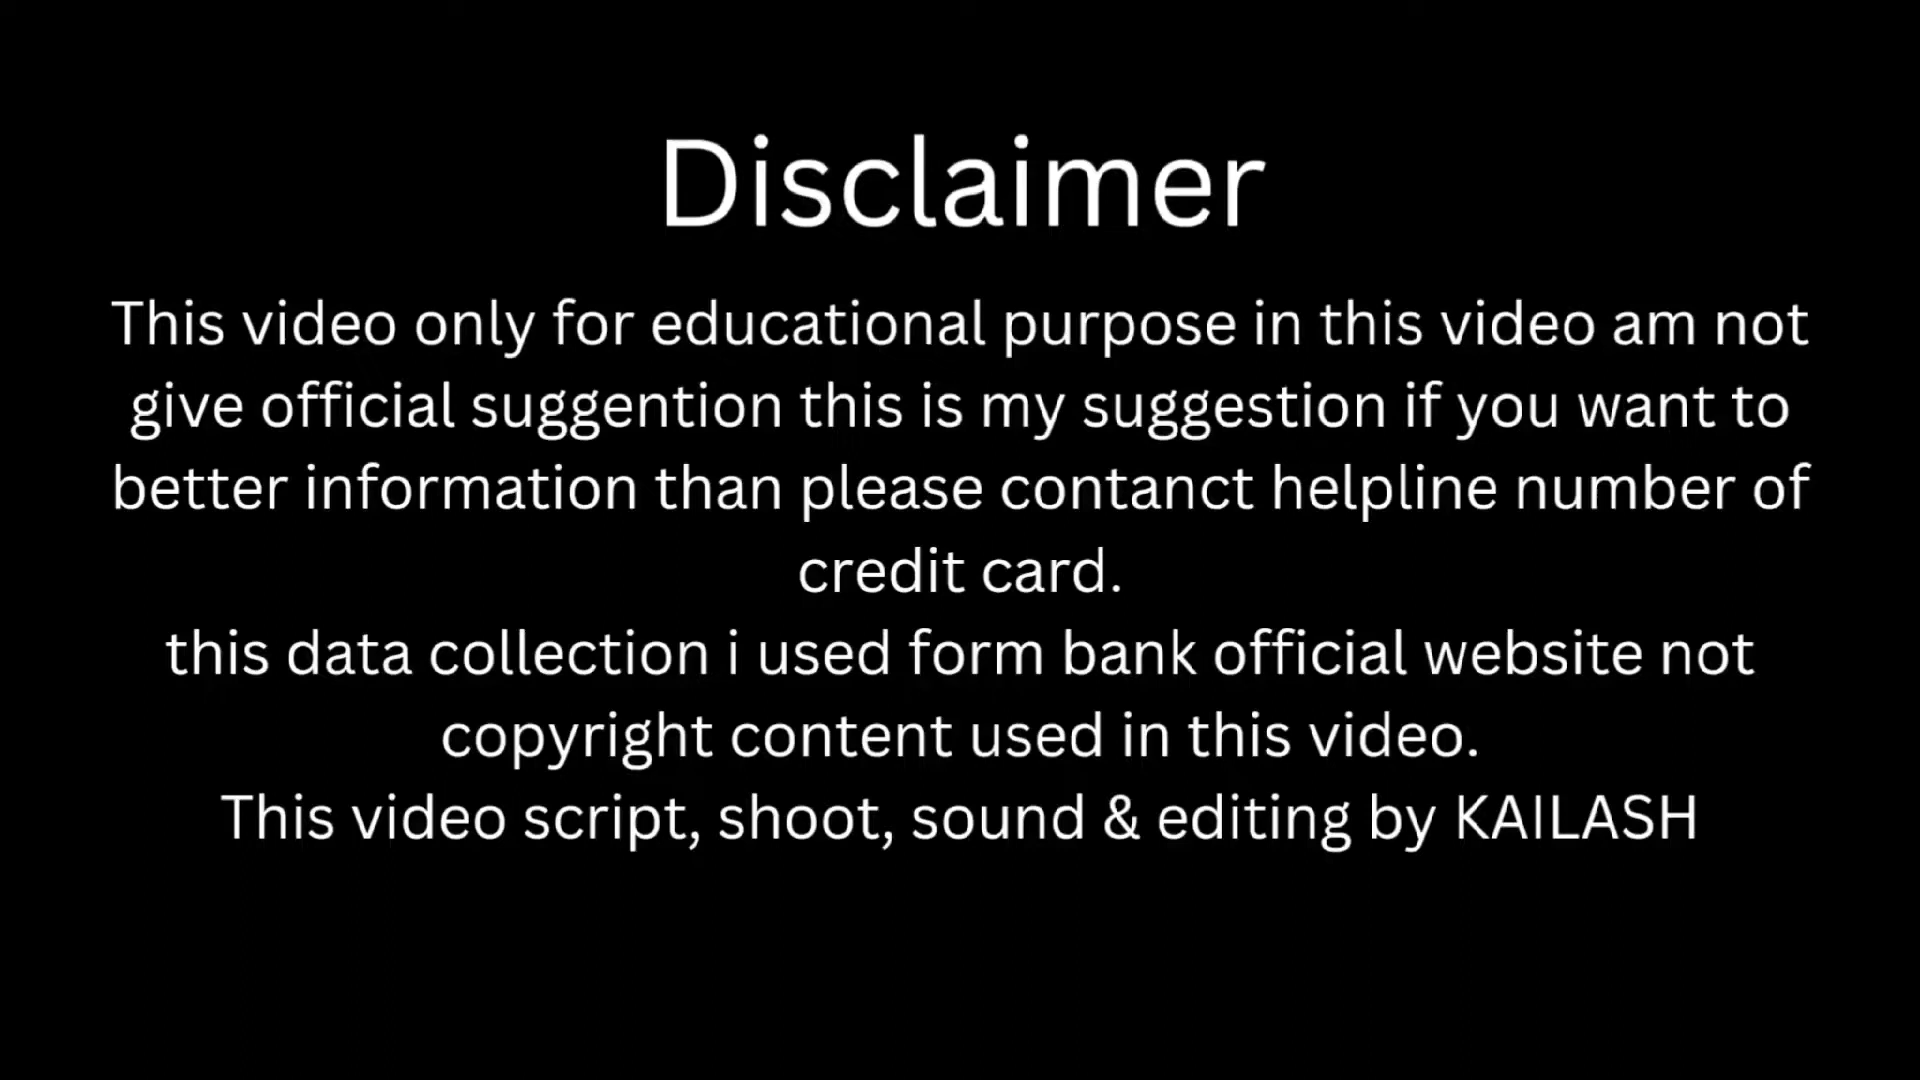 Disclaimer
This video only for educational purpose in this video am not
give official suggention this is my suggestion if you want to
better information than please contanct helpline number of
credit card.
this data collection i used form bank official website not
copyright content used in this video.
This video script, shoot, sound & editing by KAILASH